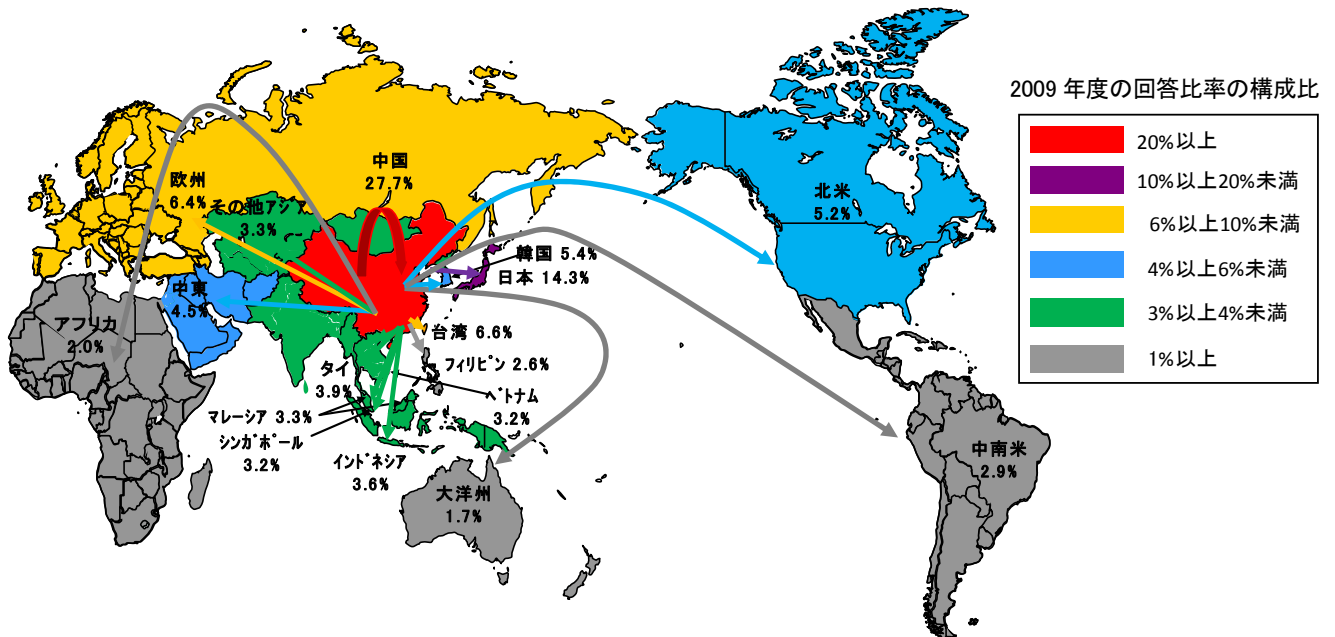 2009 年度の回答比率の構成比
20%以上
10%以上20%未満
6%以上10%未満
4%以上6%未満
3%以上4%未満
1%以上
中国
27.7%
欧州
6.4%
その他アジア
3.3%
北米
5.2%
韓国 5.4%
日本 14.3%
中東
4.5%
アフリカ
2.0%
台湾 6.6%
フィリピン 2.6%
タイ
3.9%
ベトナム
3.2%
マレーシア 3.3%
シンガポール
3.2%
インドネシア
3.6%
大洋州
1.7%
中南米
2.9%